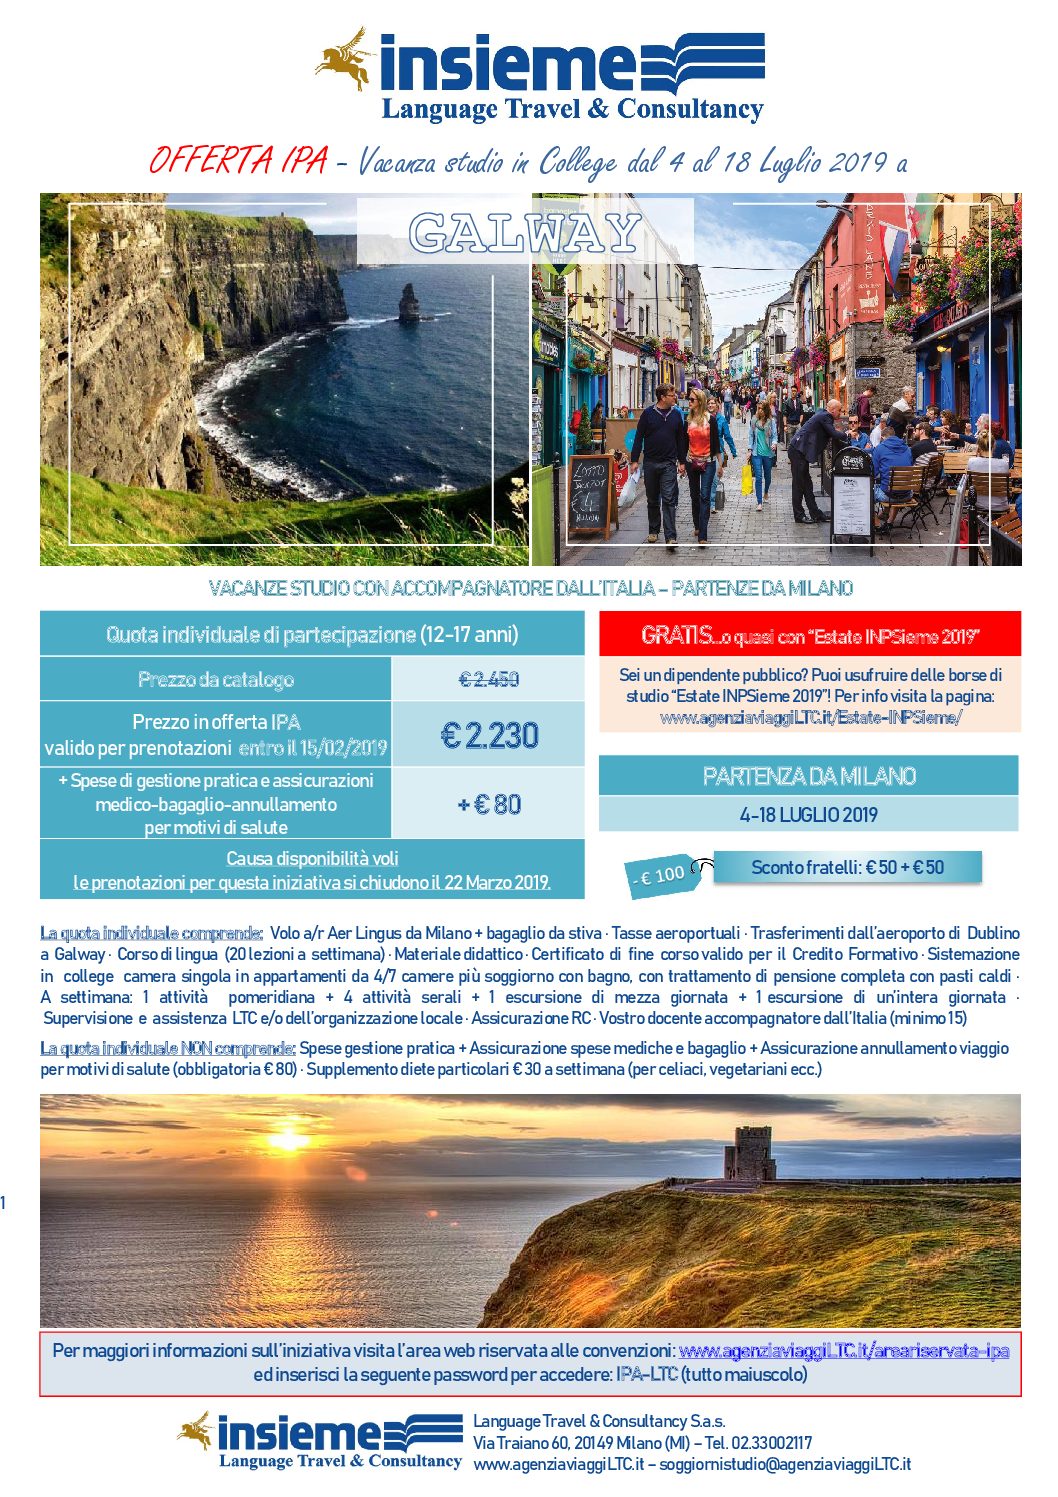 insieme
Language Travel & Consultancy
OFFERTA IPA - Vacanza studio in College dal 4 al 18 Luglio 2019 a
GALWAY
LOTTO
JACKPOT
VACANZE STUDIO CON ACCOMPAGNATORE DALL'ITALIA – PARTENZE DA MILANO
Quota individuale di partecipazione (12-17 anni)
Prezzo da catalogo
€ 2.450
Prezzo in offerta IPA
valido per prenotazioni entro il 15/02/2019
€ 2.230
+ Spese di gestione pratica e assicurazioni
medico-bagaglio-annullamento
per motivi di salute
+ € 80
Causa disponibilità voli
le prenotazioni per questa iniziativa si chiudono il 22 Marzo 2019.
GRATIS...o quasi con "Estate INPSieme 2019"
Sei un dipendente pubblico? Puoi usufruire delle borse di
studio "Estate INPSieme 2019"! Per info visita la pagina:
www.agenziaviaggiLTC.it/Estate-INPSieme/
PARTENZA DA MILANO
4-18 LUGLIO 2019
- € 100
Sconto fratelli: € 50 + € 50
La quota individuale comprende: Volo a/r Aer Lingus da Milano + bagaglio da stiva · Tasse aeroportuali · Trasferimenti dall'aeroporto di Dublino
a Galway · Corso di lingua (20 lezioni a settimana) · Materiale didattico · Certificato di fine corso valido per il Credito Formativo · Sistemazione
in college camera singola in appartamenti da 4/7 camere più soggiorno con bagno, con trattamento di pensione completa con pasti caldi ·
A settimana: 1 attività pomeridiana + 4 attività serali + 1 escursione di mezza giornata + 1 escursione di un'intera giornata ·
Supervisione e assistenza LTC e/o dell'organizzazione locale · Assicurazione RC · Vostro docente accompagnatore dall'Italia (minimo 15)
La quota individuale NON comprende: Spese gestione pratica + Assicurazione spese mediche e bagaglio + Assicurazione annullamento viaggio
per motivi di salute (obbligatoria € 80) · Supplemento diete particolari € 30 a settimana (per celiaci, vegetariani ecc.)
1
Per maggiori informazioni sull'iniziativa visita l'area web riservata alle convenzioni: www.agenziaviaggiLTC.it/areariservata-ipa
ed inserisci la seguente password per accedere: IPA-LTC (tutto maiuscolo)
insieme
Language Travel & Consultancy
Language Travel & Consultancy S.a.s.
Via Traiano 60, 20149 Milano (MI) – Tel. 02.33002117
www.agenziaviaggiLTC.it – soggiornistudio@agenziaviaggiLTC.it